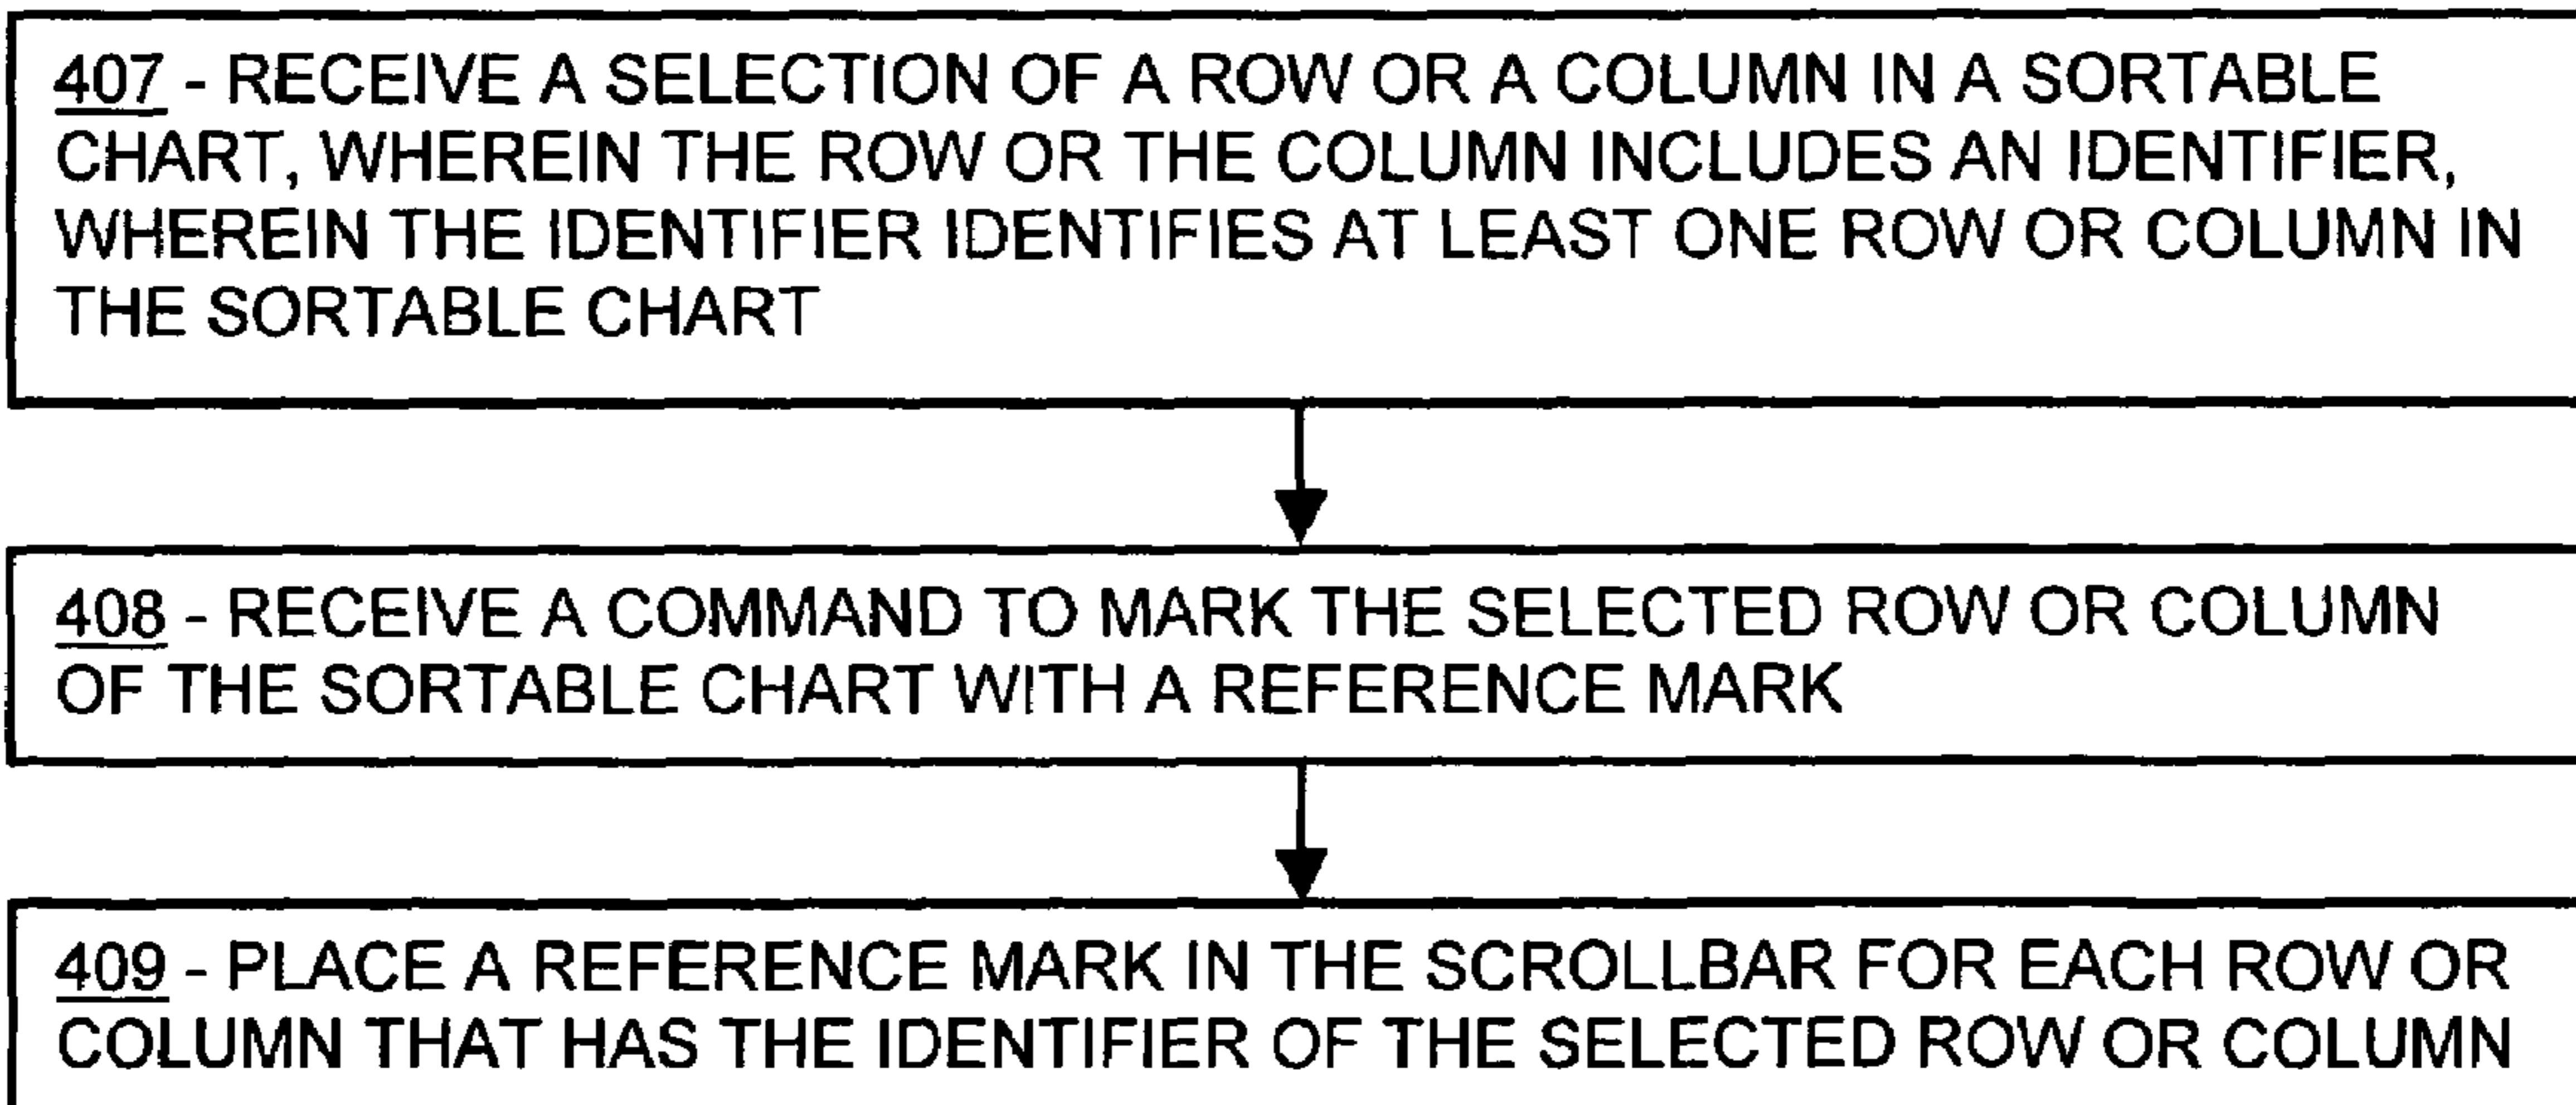 407 - RECEIVE A SELECTION OF A ROW OR A COLUMN IN A SORTABLE
CHART, WHEREIN THE ROW OR THE COLUMN INCLUDES AN IDENTIFIER,
WHEREIN THE IDENTIFIER IDENTIFIES AT LEAST ONE ROW OR COLUMN IN
THE SORTABLE CHART
408 - RECEIVE A COMMAND TO MARK THE SELECTED ROW OR COLUMN
OF THE SORTABLE CHART WITH A REFERENCE MARK
409 - PLACE A REFERENCE MARK IN THE SCROLLBAR FOR EACH ROW OR
COLUMN THAT HAS THE IDENTIFIER OF THE SELECTED ROW OR COLUMN